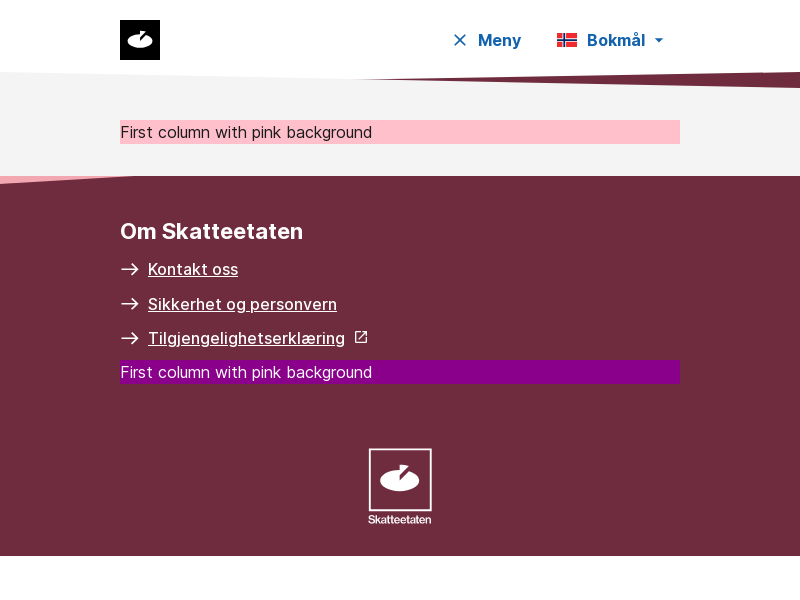 Meny
Bokmål
First column with pink background
Om Skatteetaten
Kontakt oss
Sikkerhet og personvern
Tilgjengelighetserklæring
First column with pink background
Skatteetaten